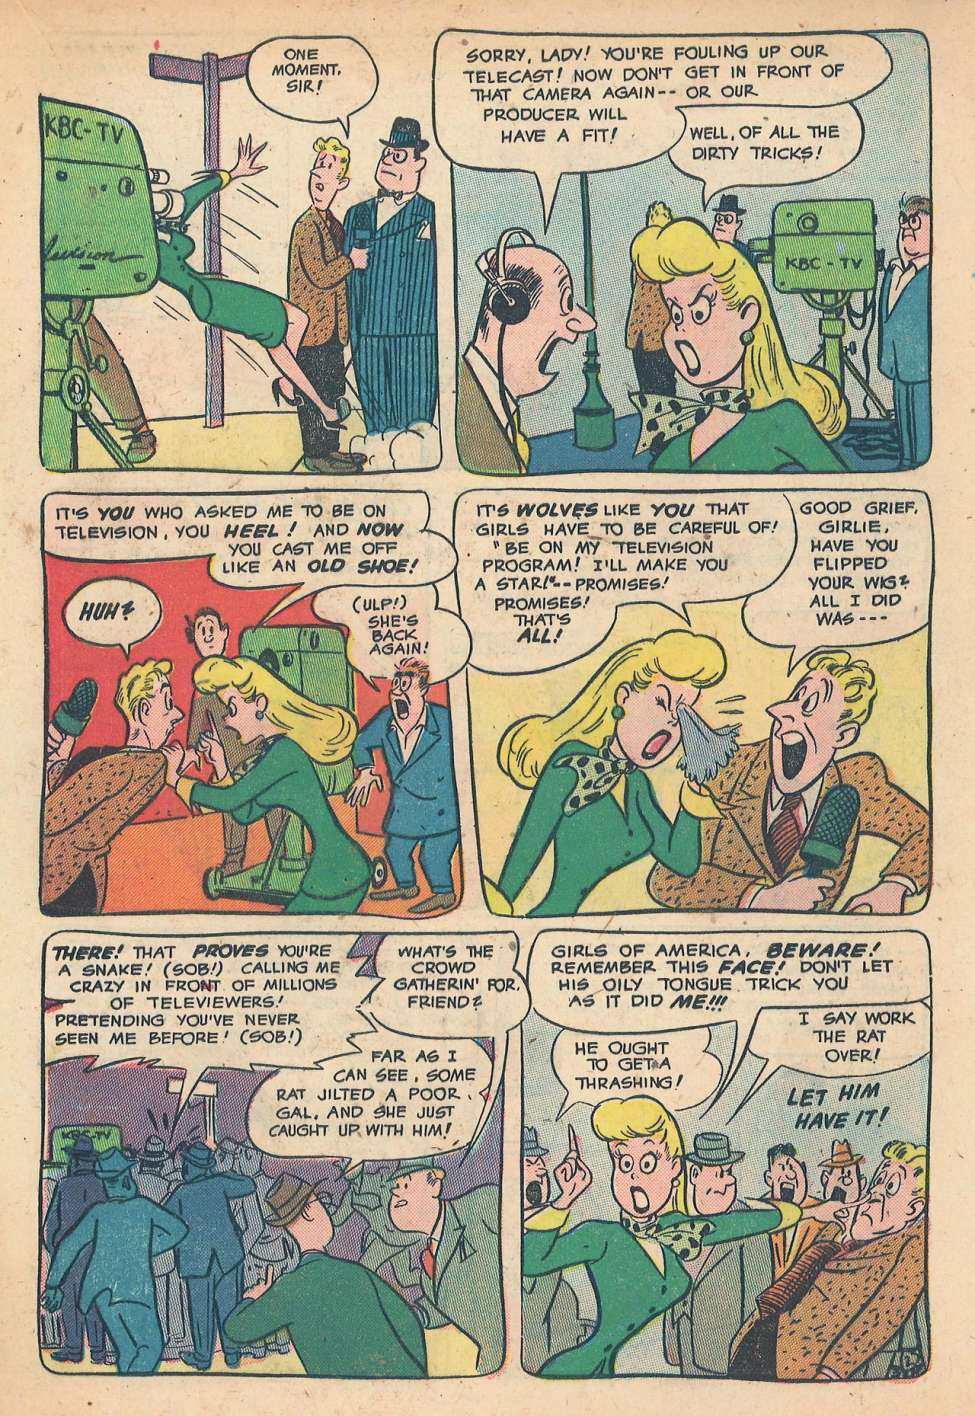 ONE
MOMENT,
SIR!
KBC-TV
SORRY, LADY! YOU'RE FOULING UP OUR
TELECAST! NOW DON'T GET IN FRONT OF
THAT CAMERA AGAIN-- OR OUR
PRODUCER WILL
HAVE A FIT!
WELL, OF ALL THE
DIRTY TRICKS!
KBC-TV
IT'S YOU WHO ASKED ME TO BE ON
TELEVISION, YOU HEEL! AND NOW
YOU CAST ME OFF
LIKE AN OLD SHOE!
HUH?
(ULP!)
SHE'S
BACK
AGAIN!
IT'S WOLVES LIKE YOU THAT
GIRLS HAVE TO BE CAREFUL OF!
"BE ON MY TELEVISION
PROGRAM! I'LL MAKE YOU
A STAR!"-- PROMISES!
PROMISES!
THAT'S
ALL!
GOOD GRIEF,
GIRLIE,
HAVE YOU
FLIPPED
YOUR WIG?
ALL I DID
WAS ---
THERE! THAT PROVES YOU'RE
A SNAKE! (SOB!) CALLING ME
CRAZY IN FRONT OF MILLIONS
OF TELEVIEWERS!
PRETENDING YOU'VE NEVER
SEEN ME BEFORE! (SOB!)
WHAT'S THE
CROWD
GATHERIN' FOR,
FRIEND?
FAR AS I
CAN SEE, SOME
RAT JILTED A POOR
GAL, AND SHE JUST
CAUGHT UP WITH HIM!
KBC-TV
GIRLS OF AMERICA, BEWARE!
REMEMBER THIS FACE! DON'T LET
HIS OILY TONGUE TRICK YOU
AS IT DID ME!!!
HE OUGHT
TO GET A
THRASHING!
I SAY WORK
THE RAT
OVER!
LET HIM
HAVE IT!